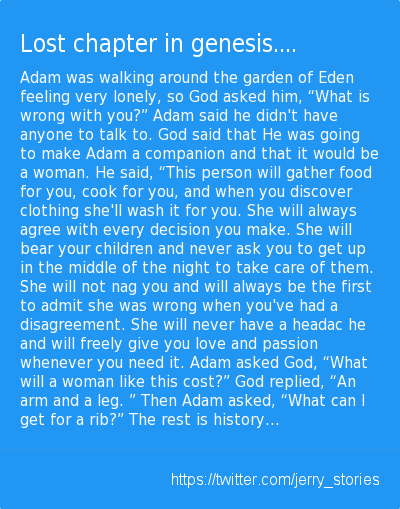 Lost chapter in genesis....
Adam was walking around the garden of Eden
feeling very lonely, so God asked him, “What is
wrong with you?” Adam said he didn't have
anyone to talk to. God said that He was going
to make Adam a companion and that it would be
a woman. He said, “This person will gather food
for you, cook for you, and when you discover
clothing she'll wash it for you. She will always
agree with every decision you make. She will
bear your children and never ask you to get up
in the middle of the night to take care of them.
She will not nag you and will always be the first
to admit she was wrong when you've had a
disagreement. She will never have a headac he
and will freely give you love and passion
whenever you need it. Adam asked God, “What
will a woman like this cost?” God replied, “An
arm and a leg. ” Then Adam asked, “What can I
get for a rib?” The rest is history...
https://twitter.com/jerry_stories